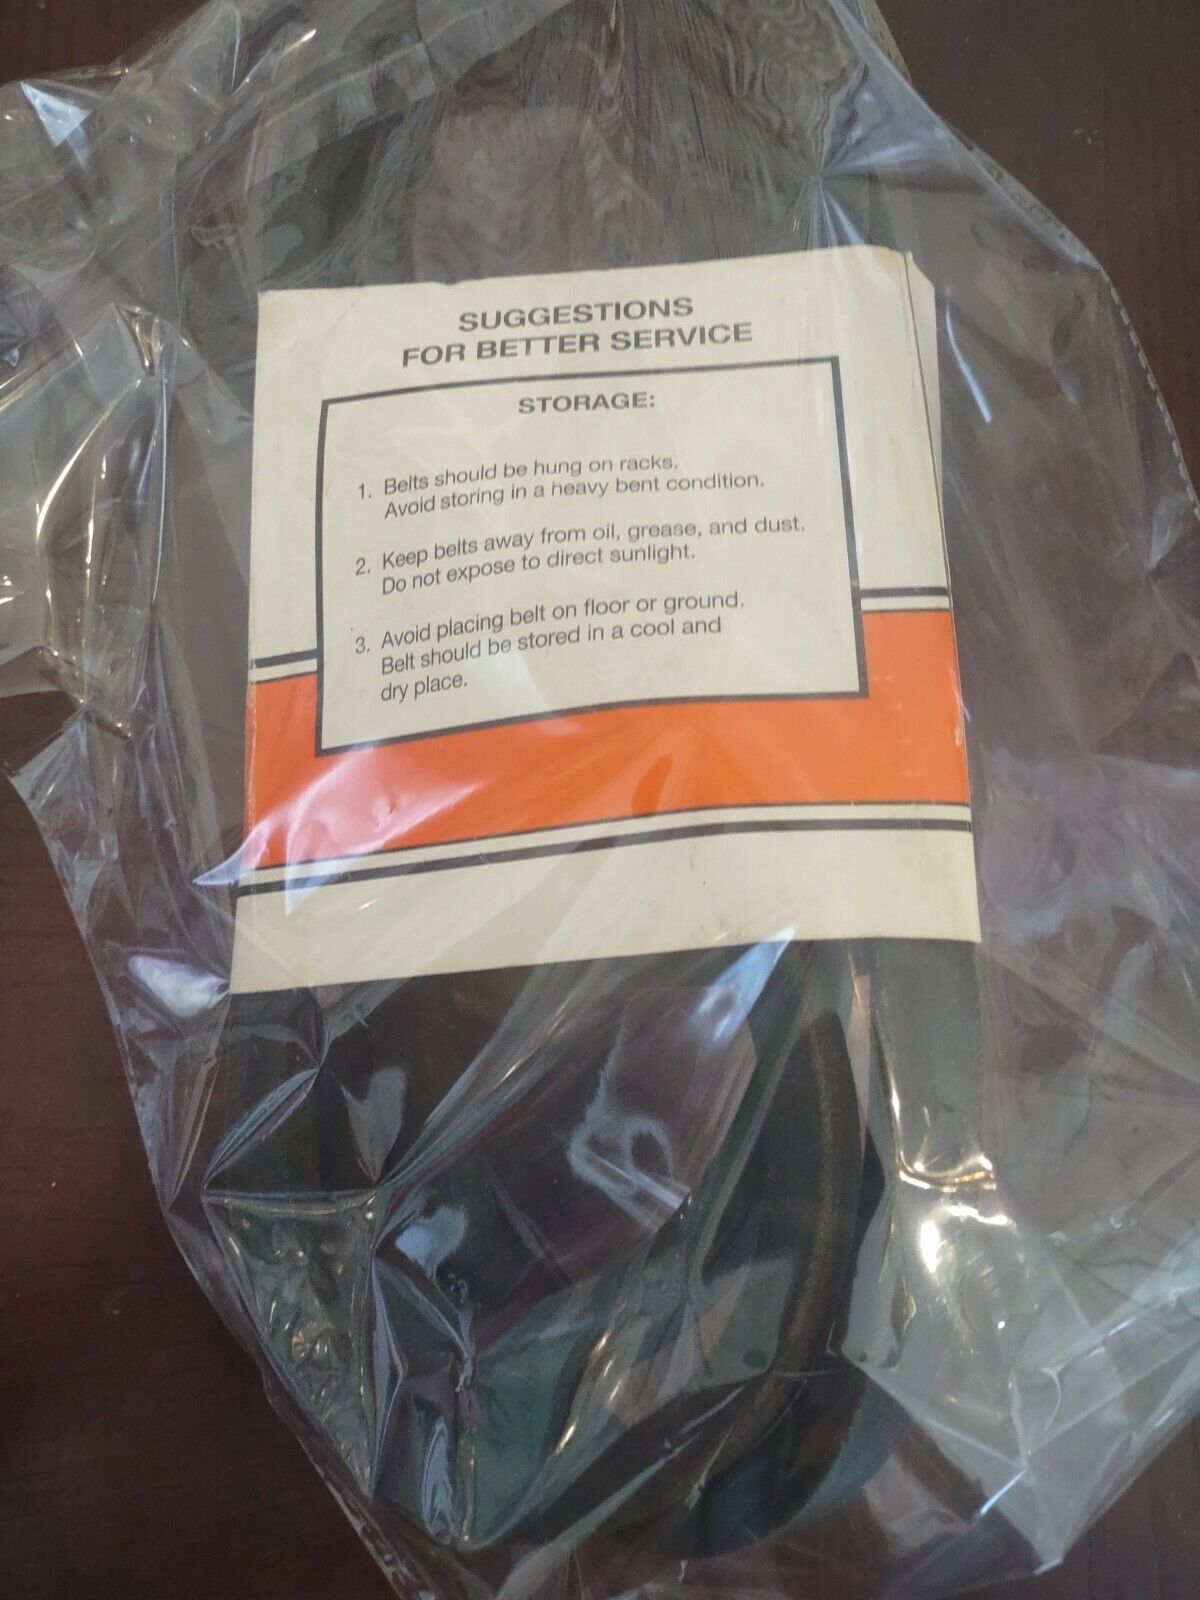 SUGGESTIONS
FOR BETTER SERVICE
STORAGE:
1. Belts should be hung on racks.
Avoid storing in a heavy bent condition.
2. Keep belts away from oil, grease, and dust.
Do not expose to direct sunlight.
3. Avoid placing belt on floor or ground.
Belt should be stored in a cool and
dry place.